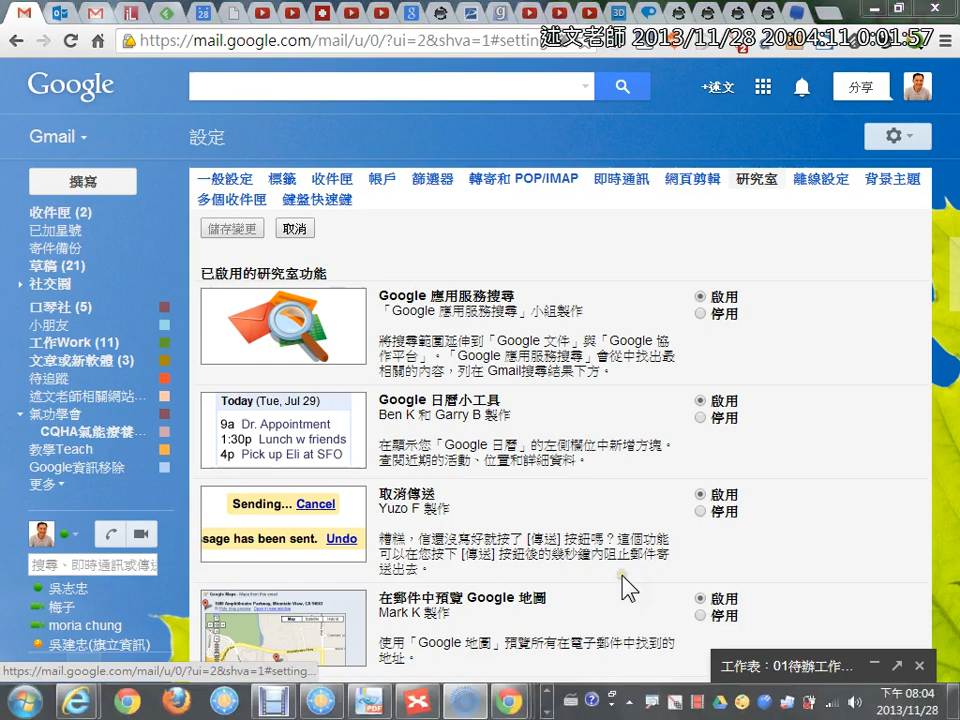 https://mail.google.com/mail/u/0/?ui=2&shva=1#settin
述文老師 2013/11/28 20:04:11.0:01:57
Google
+述文
分享
Gmail
設定
撰寫
一般設定 標籤 收件匣 帳戶 篩選器 轉寄和 POP/IMAP 即時通訊 網頁剪輯 研究室 離線設定 背景主題
多個收件匣 鍵盤快速鍵
儲存變更 取消
收件匣 (2)
已加星號
寄件備份
草稿 (21)
社交圈
口琴社 (5)
小朋友
工作Work (11)
文章或新軟體 (3)
待追蹤
述文老師相關網站...
氣功學會
CQHA氣能療養...
教學Teach
Google資訊移除
更多
搜尋、即時通訊或傳送
吳志忠
梅子
moria chung
吳建志(旗立資訊)
已啟用的研究室功能
Google 應用服務搜尋
「Google 應用服務搜尋」小組製作
將搜尋範圍延伸到「Google 文件」與「Google 協
作平台」。「Google 應用服務搜尋」會從中找出最
相關的內容，列在 Gmail搜尋結果下方。
啟用
停用
Today (Tue, Jul 29)
9a Dr. Appointment
1:30p Lunch w friends
4p Pick up Eli at SFO
Google 日曆小工具
Ben K 和 Garry B 製作
在顯示您「Google 日曆」的左側欄位中新增方塊。
查閱近期的活動、位置和詳細資料。
啟用
停用
Sending... Cancel
ssage has been sent. Undo
取消傳送
Yuzo F 製作
糟糕，信還沒寫好就按了 [傳送] 按鈕嗎？這個功能
可以在您按下 [傳送] 按鈕後的幾秒鐘內阻止郵件寄
送出去。
啟用
停用
在郵件中預覽 Google 地圖
Mark K 製作
使用「Google 地圖」預覽所有在電子郵件中找到的
地址。
啟用
停用
工作表：01待辦工作...
https://mail.google.com/mail/u/0/?ui=2&shva=1#setting...
下午 08:04
2013/11/28